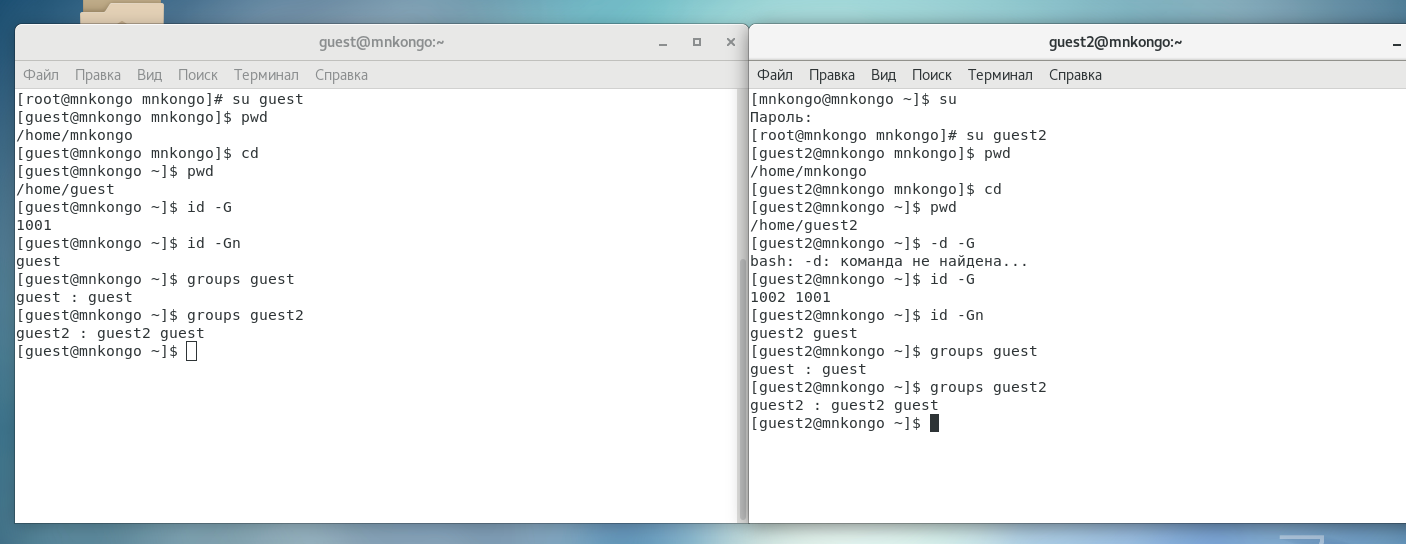 guest@mnkongo:~
Файл Правка Вид Поиск Терминал Справка
[root@mnkongo mnkongo]# su guest
[guest@mnkongo mnkongo]$ pwd
/home/mnkongo
[guest@mnkongo mnkongo]$ cd
[guest@mnkongo ~]$ pwd
/home/guest
[guest@mnkongo ~]$ id -G
1001
[guest@mnkongo ~]$ id -Gn
guest
[guest@mnkongo ~]$ groups guest
guest : guest
[guest@mnkongo ~]$ groups guest2
guest2 : guest2 guest
[guest@mnkongo ~]$
guest2@mnkongo:~
Файл Правка Вид Поиск Терминал Справка
[mnkongo@mnkongo ~]$ su
Пароль:
[root@mnkongo mnkongo]# su guest2
[guest2@mnkongo mnkongo]$ pwd
/home/mnkongo
[guest2@mnkongo mnkongo]$ cd
[guest2@mnkongo ~]$ pwd
/home/guest2
[guest2@mnkongo ~]$ -d -G
bash: -d: команда не найдена...
[guest2@mnkongo ~]$ id -G
1002 1001
[guest2@mnkongo ~]$ id -Gn
guest2 guest
[guest2@mnkongo ~]$ groups guest
guest : guest
[guest2@mnkongo ~]$ groups guest2
guest2 : guest2 guest
[guest2@mnkongo ~]$